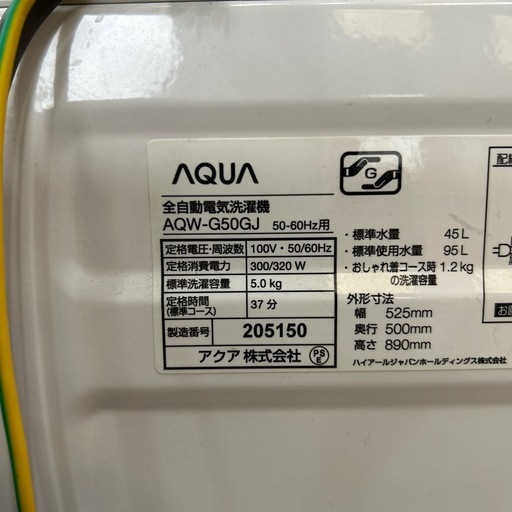 AQUA
G
全自動電気洗濯機
AQW-G50GJ 50-60Hz用
定格電圧・周波数 100V・50/60Hz
定格消費電力 300/320 W
標準洗濯容量 5.0 kg
定格時間 (標準コース) 37 分
製造番号 205150
アクア 株式会社 PSE
・標準水量 45 L
・標準使用水量 95 L
・おしゃれ着コース時 1.2 kg
の洗濯容量
外形寸法
幅 525mm
奥行 500mm
高さ 890mm
ハイアールジャパンホールディングス株式会社
配線
お客